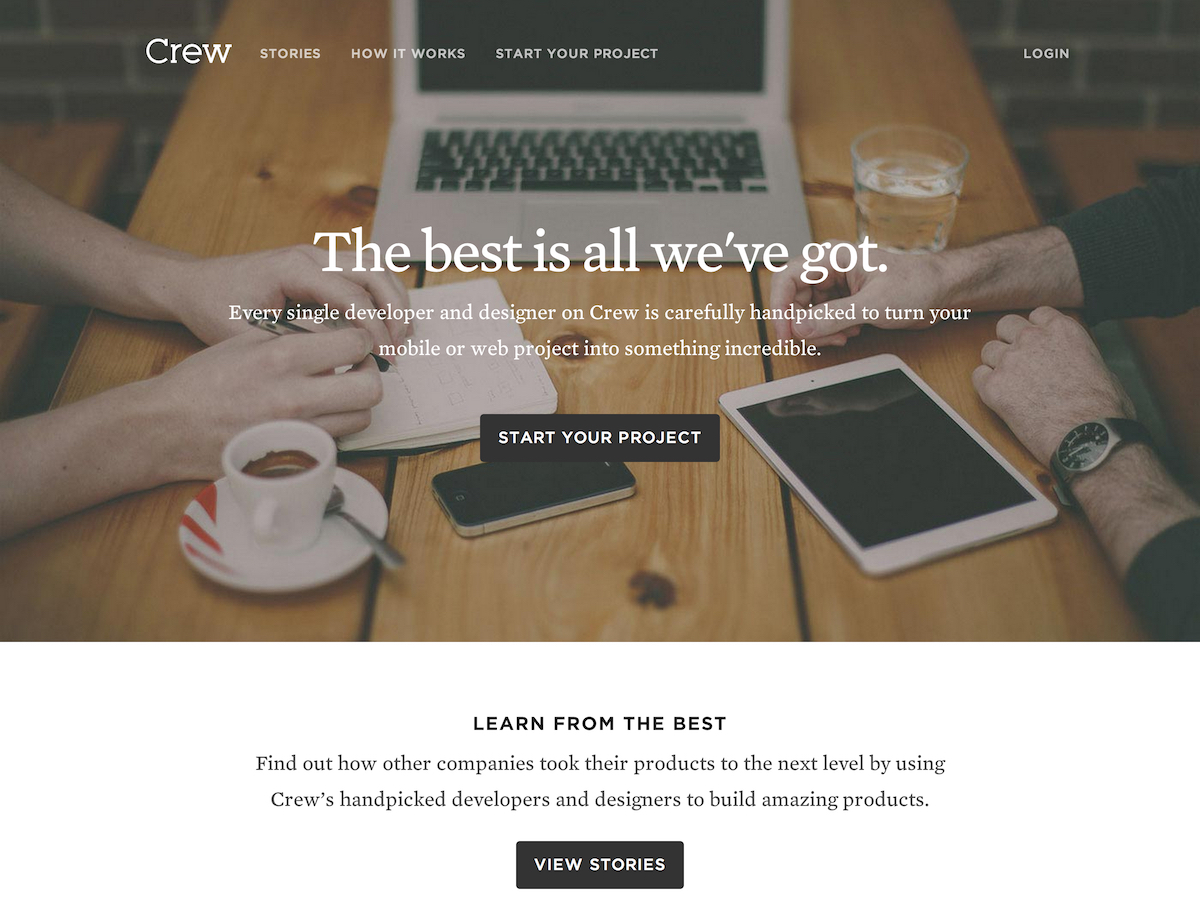 Crew
STORIES
HOW IT WORKS
START YOUR PROJECT
LOGIN
The best is all we've got.
Every single developer and designer on Crew is carefully handpicked to turn your
mobile or web project into something incredible.
START YOUR PROJECT
LEARN FROM THE BEST
Find out how other companies took their products to the next level by using
Crew’s handpicked developers and designers to build amazing products.
VIEW STORIES